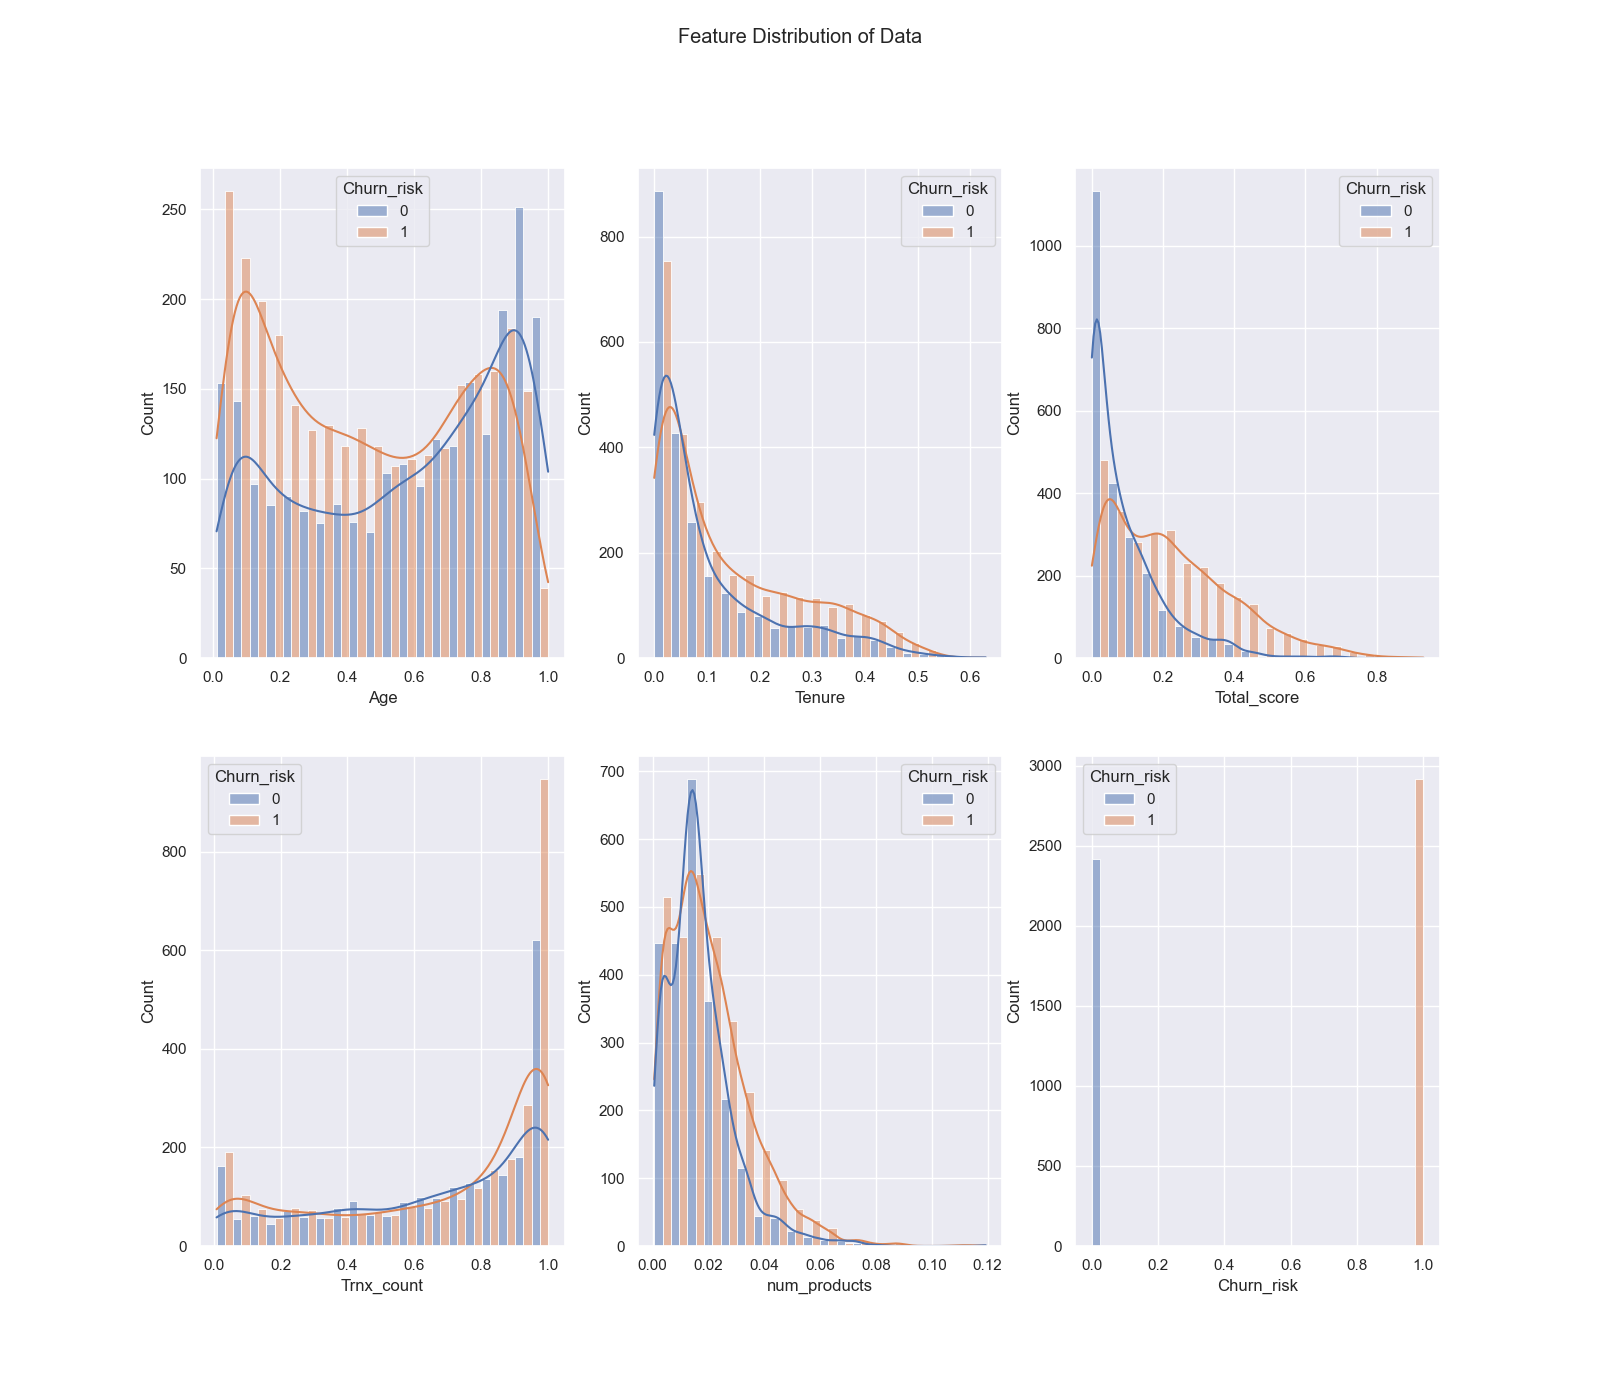 Feature Distribution of Data
Churn_risk
0
1
250
200
150
100
50
0
Count
0.0 0.2 0.4 0.6 0.8 1.0
Age
Churn_risk
0
1
800
600
400
200
0
Count
0.0 0.1 0.2 0.3 0.4 0.5 0.6
Tenure
Churn_risk
0
1
1000
800
600
400
200
0
Count
0.0 0.2 0.4 0.6 0.8
Total_score
Churn_risk
0
1
800
600
400
200
0
Count
0.0 0.2 0.4 0.6 0.8 1.0
Trnx_count
Churn_risk
0
1
700
600
500
400
300
200
100
0
Count
0.00 0.02 0.04 0.06 0.08 0.10 0.12
num_products
Churn_risk
0
1
3000
2500
2000
1500
1000
500
0
Count
0.0 0.2 0.4 0.6 0.8 1.0
Churn_risk